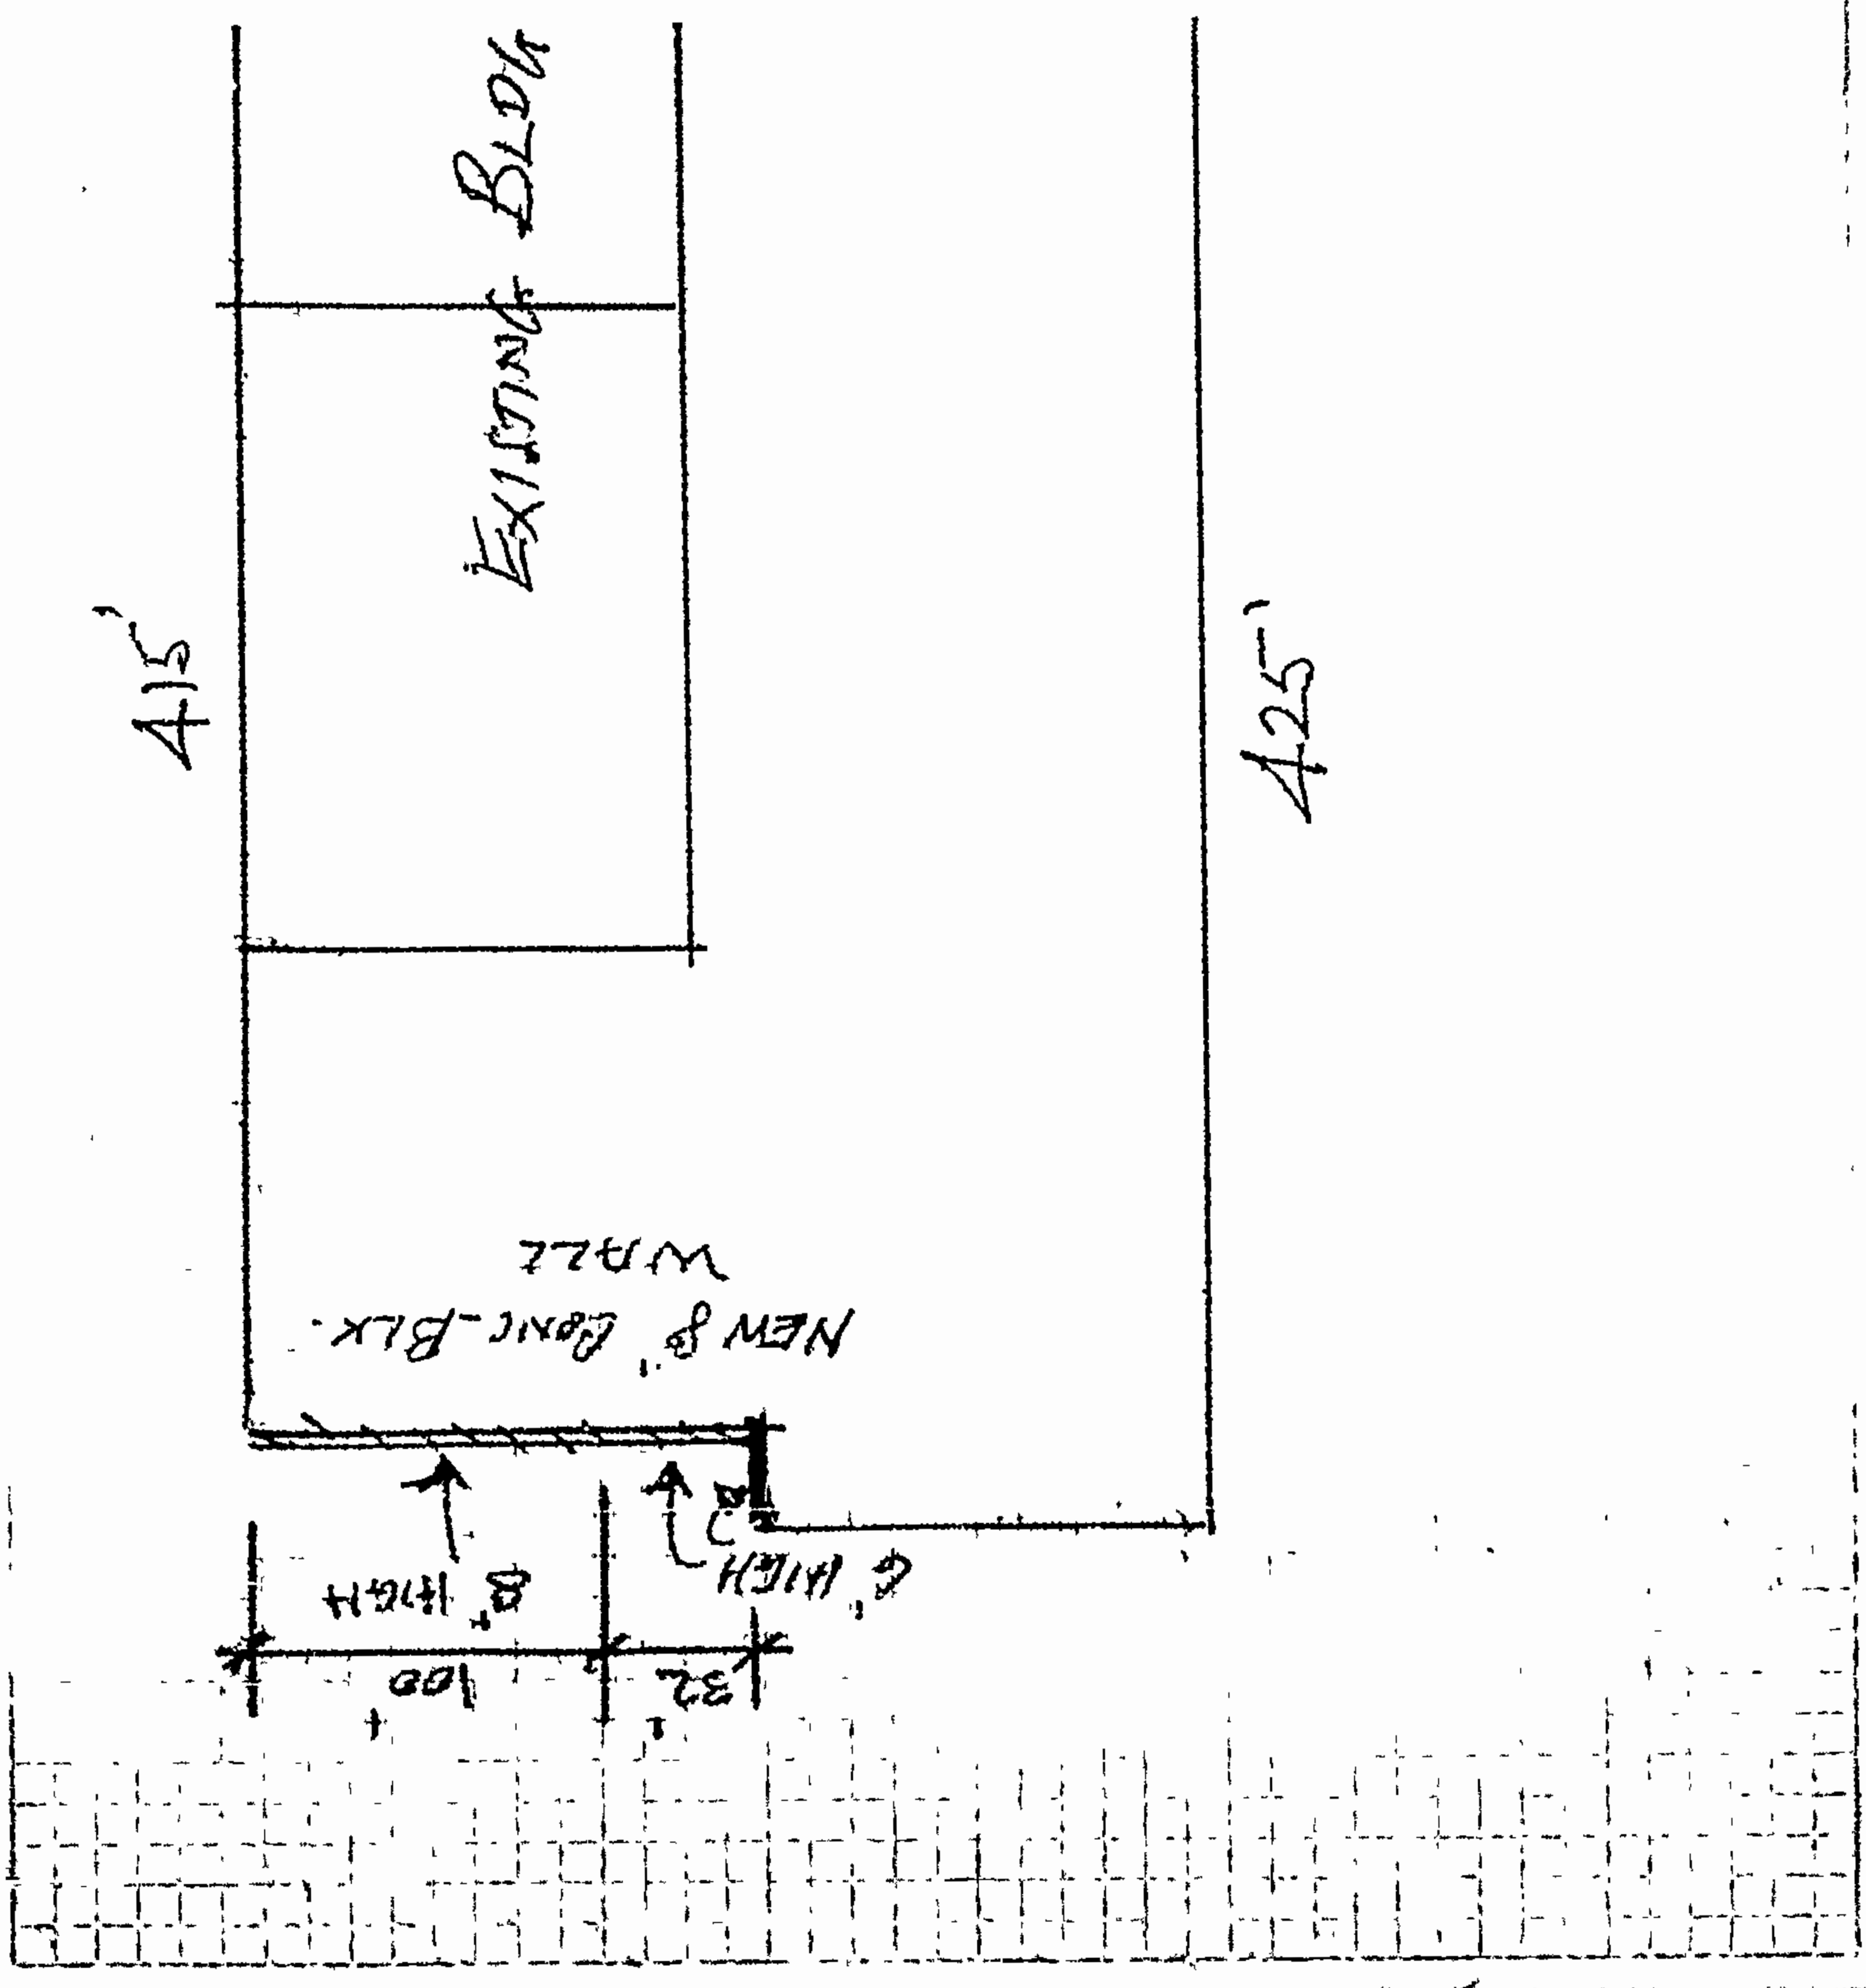 415'
EXISTING BLDG
425'
NEW 8" CONC-BLK.
WALL
8' HIGH
6' HIGH
100'
32'